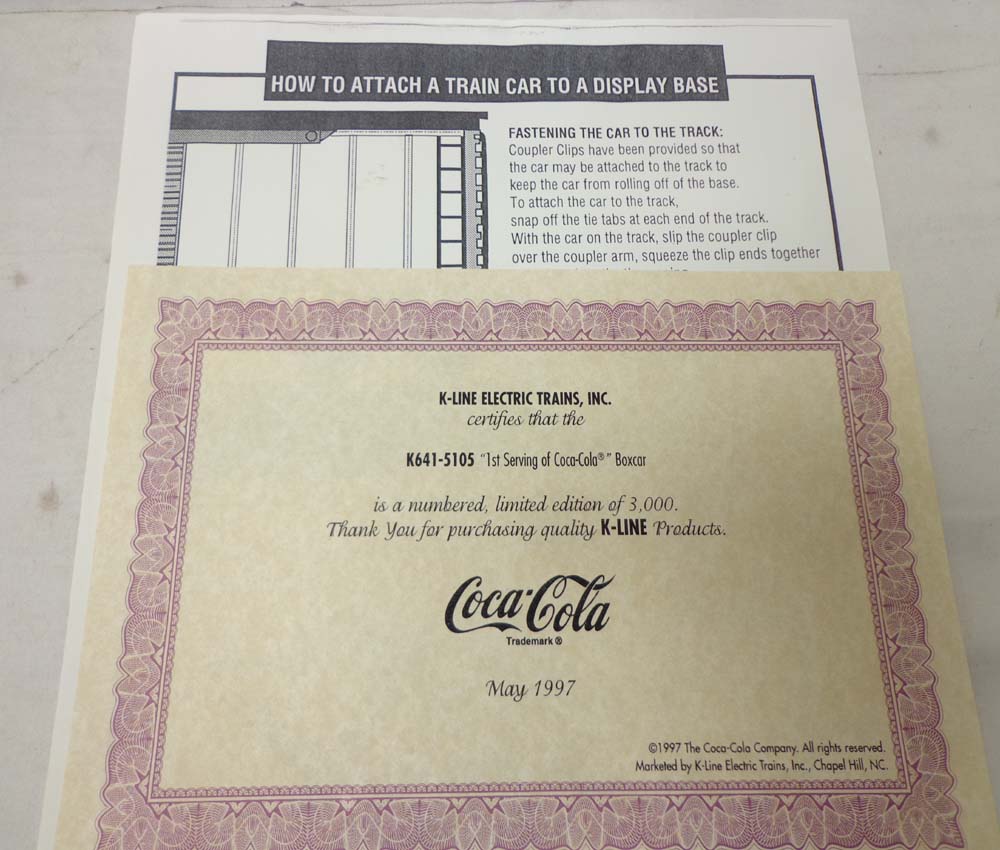 HOW TO ATTACH A TRAIN CAR TO A DISPLAY BASE
FASTENING THE CAR TO THE TRACK:
Coupler Clips have been provided so that
the car may be attached to the track to
keep the car from rolling off of the base.
To attach the car to the track,
snap off the tie tabs at each end of the track.
With the car on the track, slip the coupler clip
over the coupler arm, squeeze the clip ends together
K-LINE ELECTRIC TRAINS, INC.
certifies that the
K641-5105 "1st Serving of Coca-Cola®" Boxcar
is a numbered, limited edition of 3,000.
Thank You for purchasing quality K-LINE Products.
Coca-Cola
Trademark ®
May 1997
©1997 The Coca-Cola Company. All rights reserved.
Marketed by K-Line Electric Trains, Inc., Chapel Hill, NC.